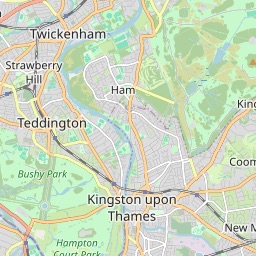 Twickenham
Strawberry
Hill
Ham
Teddington
Bushy Park
Kingston upon
Thames
Hampton
Court Park